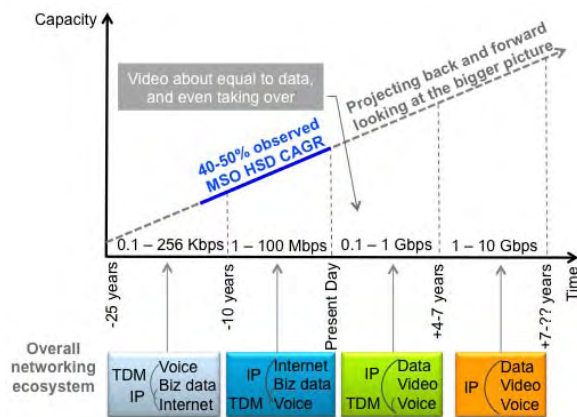 Capacity
Video about equal to data,
and even taking over
Projecting back and forward
looking at the bigger picture
40-50% observed
MSO HSD CAGR
0.1 – 256 Kbps
1 – 100 Mbps
0.1 – 1 Gbps
1 – 10 Gbps
-25 years
-10 years
Present Day
+4-7 years
+7-?? years
Time
Overall
networking
ecosystem
TDM
IP
Voice
Biz data
Internet
IP
TDM
Internet
Biz data
Voice
IP
TDM
Data
Video
Voice
IP
Data
Video
Voice